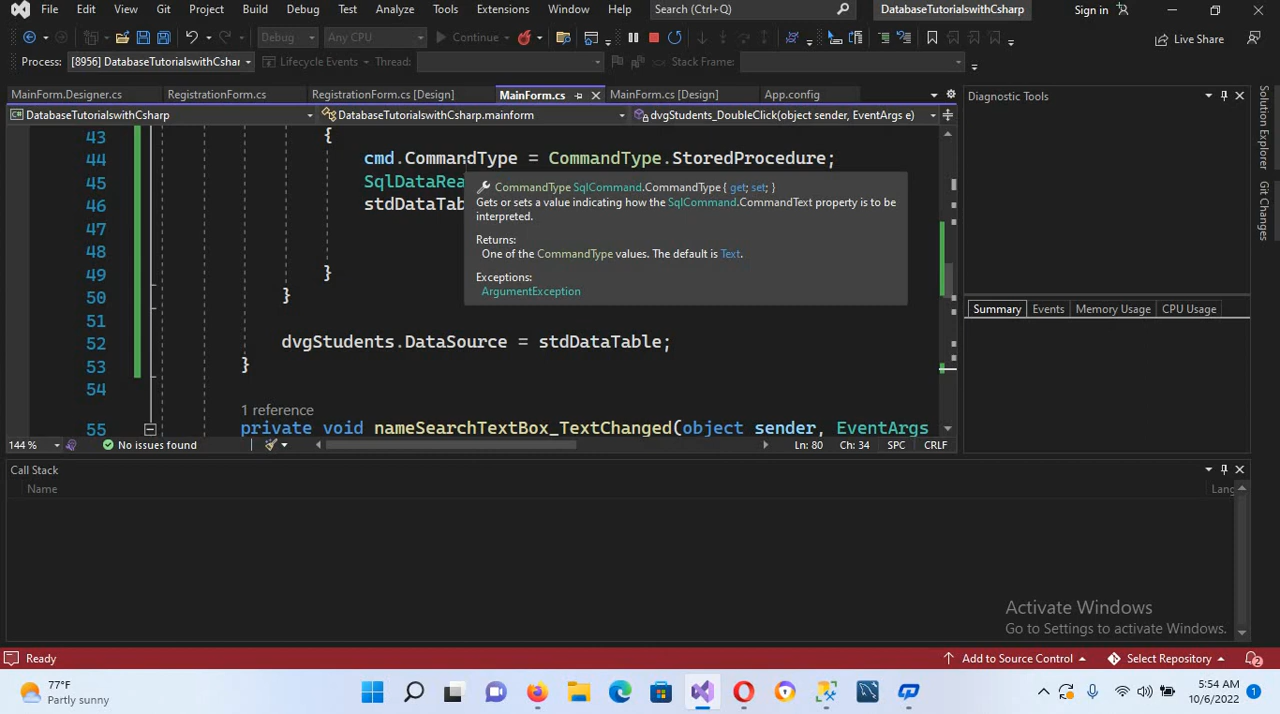 File Edit View Git Project Build Debug Test Analyze Tools Extensions Window Help Search (Ctrl+Q) DatabaseTutorialswithCsharp Sign in
Debug Any CPU Continue Live Share
Process: [8956] DatabaseTutorialswithCshar Lifecycle Events Thread: Stack Frame:
MainForm.Designer.cs RegistrationForm.cs RegistrationForm.cs [Design] MainForm.cs MainForm.cs [Design] App.config
Diagnostic Tools
DatabaseTutorialswithCsharp DatabaseTutorialswithCsharp.mainform dvgStudents_DoubleClick(object sender, EventArgs e)
43 {
44 cmd.CommandType = CommandType.StoredProcedure;
45 SqlDataRea
46 stdDataTab
47
48
49 }
50 }
51
52 dvgStudents.DataSource = stdDataTable;
53 }
54
1 reference
55 private void nameSearchTextBox_TextChanged(object sender, EventArgs
CommandType SqlCommand.CommandType { get; set; }
Gets or sets a value indicating how the SqlCommand.CommandText property is to be
interpreted.
Returns:
One of the CommandType values. The default is Text.
Exceptions:
ArgumentException
Summary Events Memory Usage CPU Usage
Solution Explorer
Git Changes
144 % No issues found Ln: 80 Ch: 34 SPC CRLF
Call Stack
Name Lang
Activate Windows
Go to Settings to activate Windows.
Ready Add to Source Control Select Repository 2
77°F
Partly sunny
5:54 AM
10/6/2022 1